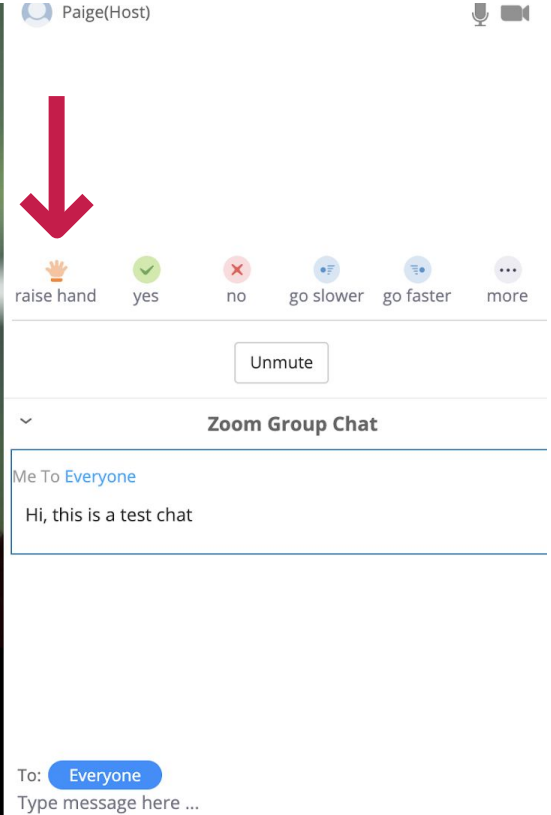 Paige(Host)
raise hand yes no go slower go faster more
Unmute
Zoom Group Chat
Me To Everyone
Hi, this is a test chat
To: Everyone
Type message here ...